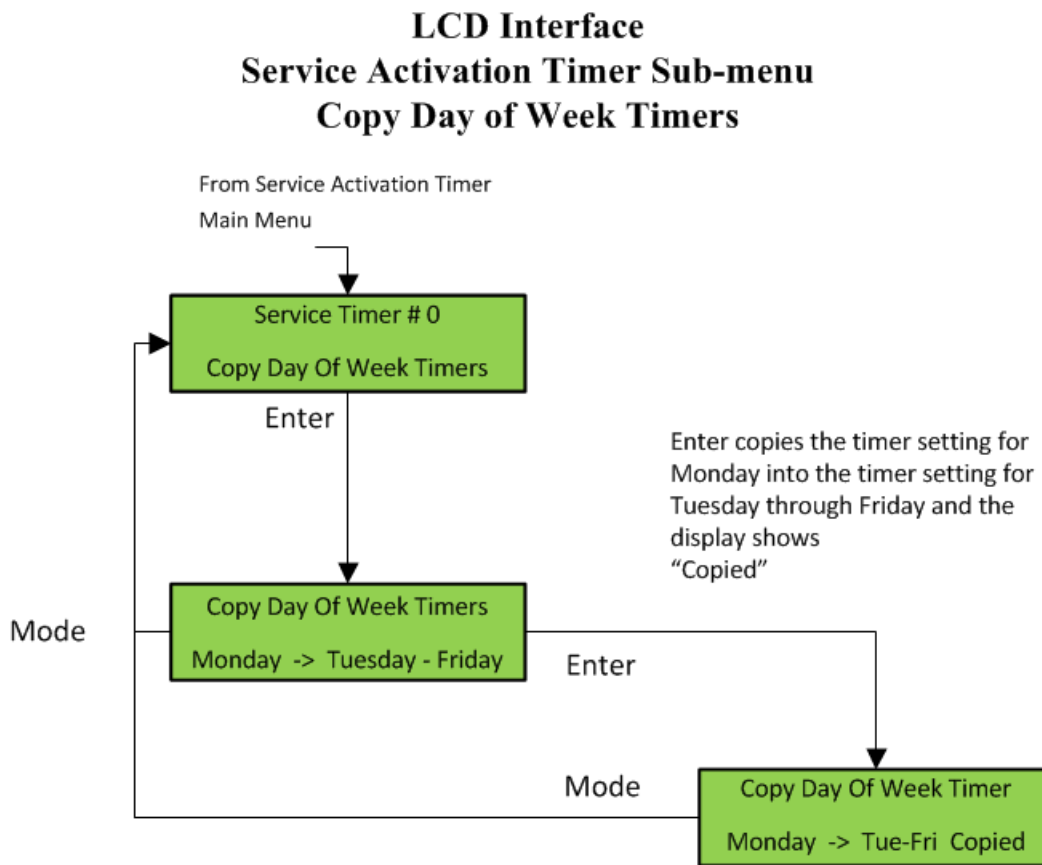 LCD Interface
Service Activation Timer Sub-menu
Copy Day of Week Timers
From Service Activation Timer
Main Menu
Service Timer # 0
Copy Day Of Week Timers
Enter
Enter copies the timer setting for
Monday into the timer setting for
Tuesday through Friday and the
display shows
“Copied”
Copy Day Of Week Timers
Monday -> Tuesday - Friday
Mode
Enter
Mode
Copy Day Of Week Timer
Monday -> Tue-Fri Copied